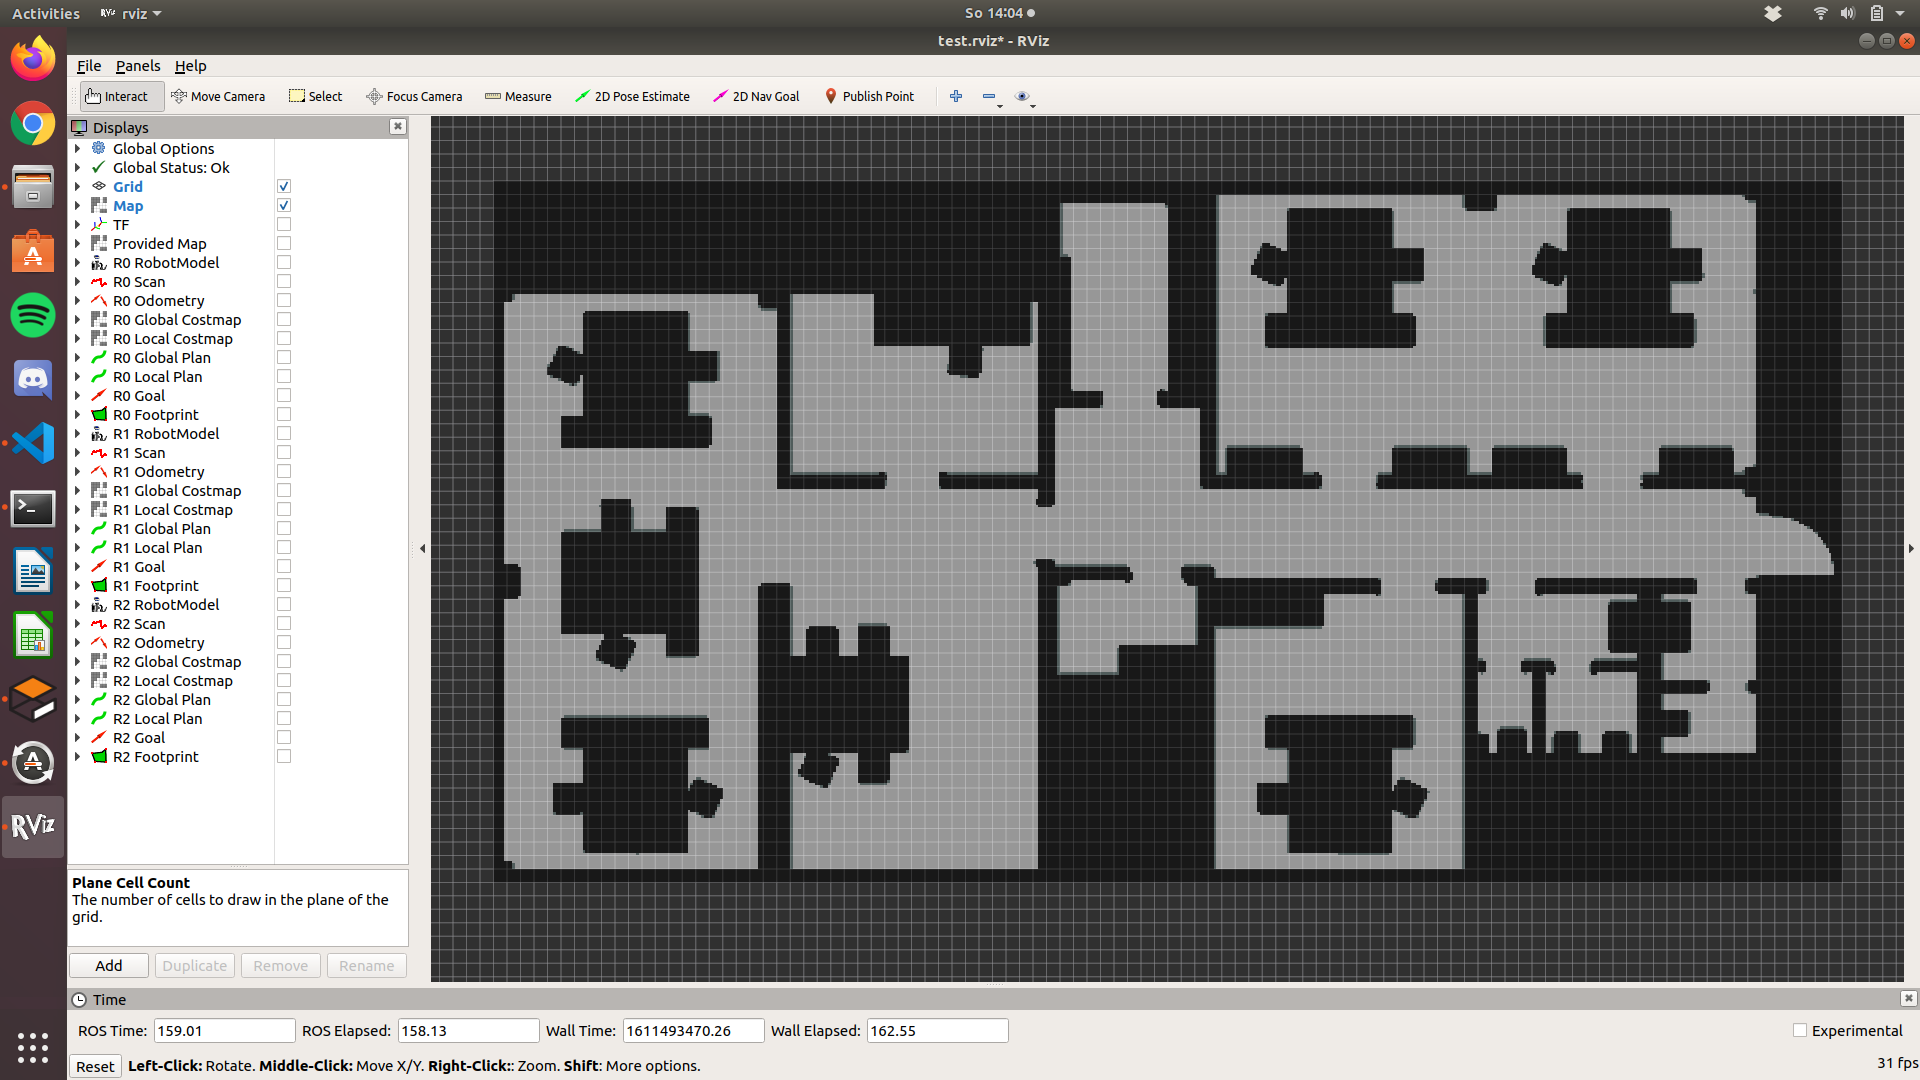 Activities RViz rviz So 14:04
test.rviz* - RViz
File Panels Help
Interact Move Camera Select Focus Camera Measure 2D Pose Estimate 2D Nav Goal Publish Point
Displays
Global Options
Global Status: Ok
Grid
Map
TF
Provided Map
R0 RobotModel
R0 Scan
R0 Odometry
R0 Global Costmap
R0 Local Costmap
R0 Global Plan
R0 Local Plan
R0 Goal
R0 Footprint
R1 RobotModel
R1 Scan
R1 Odometry
R1 Global Costmap
R1 Local Costmap
R1 Global Plan
R1 Local Plan
R1 Goal
R1 Footprint
R2 RobotModel
R2 Scan
R2 Odometry
R2 Global Costmap
R2 Local Costmap
R2 Global Plan
R2 Local Plan
R2 Goal
R2 Footprint
RViz
Plane Cell Count
The number of cells to draw in the plane of the
grid.
Add Duplicate Remove Rename
Time
ROS Time: 159.01 ROS Elapsed: 158.13 Wall Time: 1611493470.26 Wall Elapsed: 162.55 Experimental
Reset Left-Click: Rotate. Middle-Click: Move X/Y. Right-Click:: Zoom. Shift: More options. 31 fps